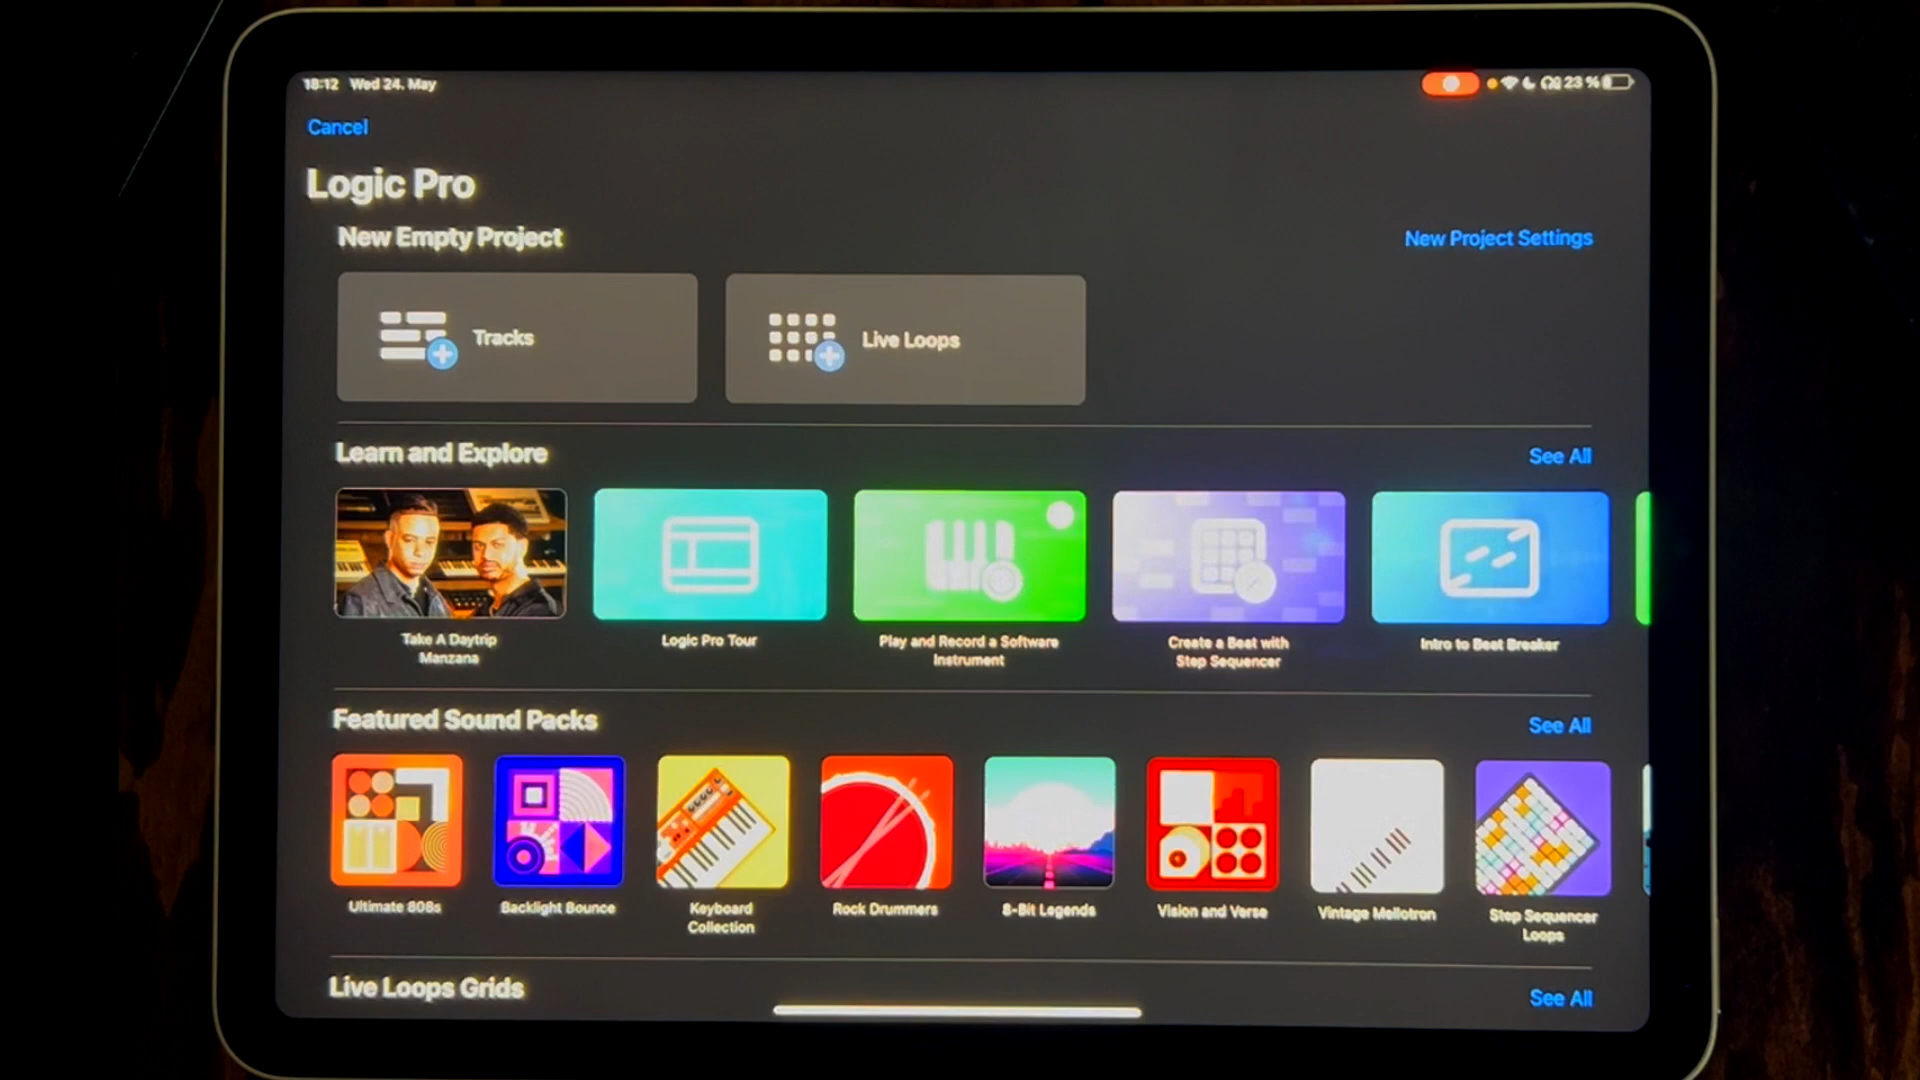 18:12 Wed 24. May
23 %
Cancel
Logic Pro
New Empty Project
New Project Settings
Tracks
Live Loops
Learn and Explore
See All
Take A Daytrip
Manzana
Logic Pro Tour
Play and Record a Software
Instrument
Create a Beat with
Step Sequencer
Intro to Beat Breaker
Featured Sound Packs
See All
Ultimate 808s
Backlight Bounce
Keyboard
Collection
Rock Drummers
8-Bit Legends
Vision and Verse
Vintage Mellotron
Step Sequencer
Loops
Live Loops Grids
See All